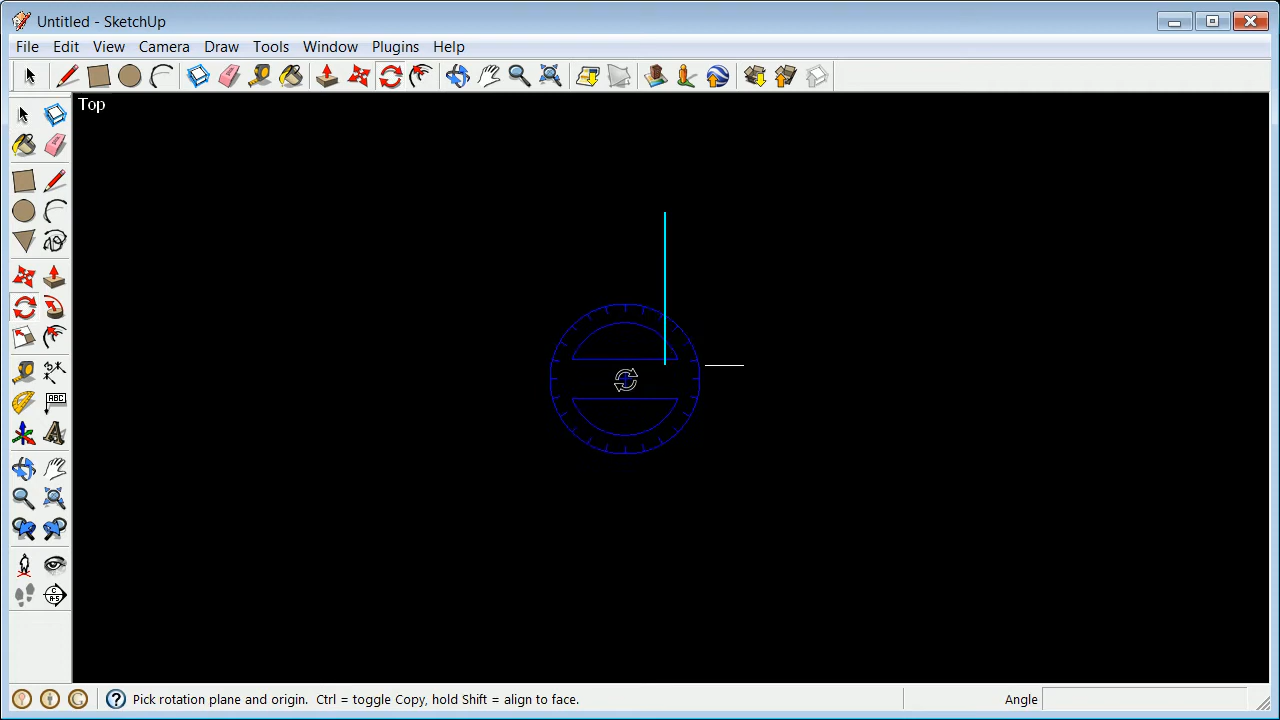 Untitled - SketchUp
File Edit View Camera Draw Tools Window Plugins Help
Top
ABC
A
Pick rotation plane and origin. Ctrl = toggle Copy, hold Shift = align to face.
Angle